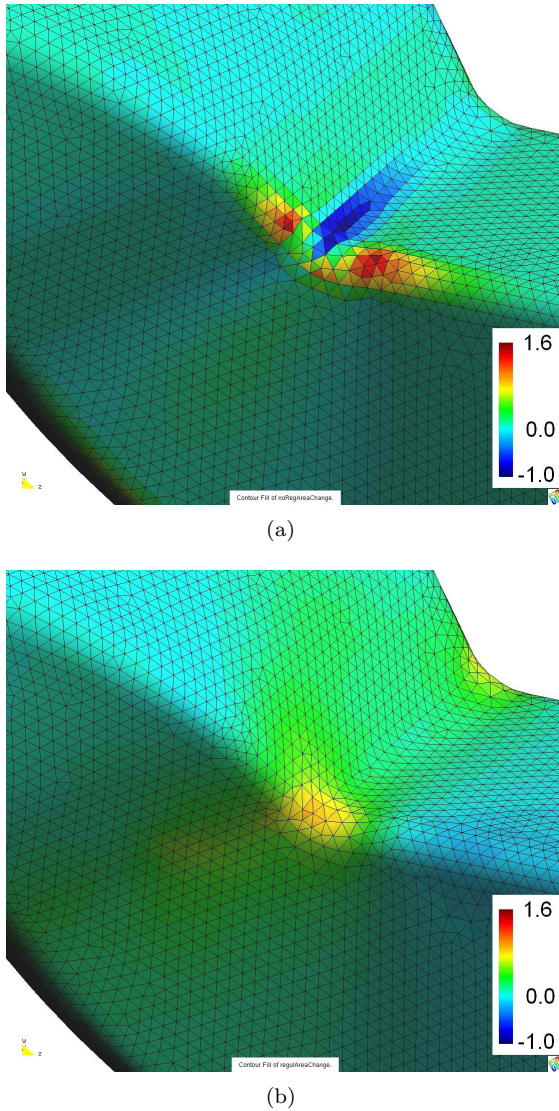 1.6
0.0
-1.0
z
Contour Fill of noRegAreaChange.
(a)
1.6
0.0
-1.0
z
Contour Fill of regulAreaChange.
(b)